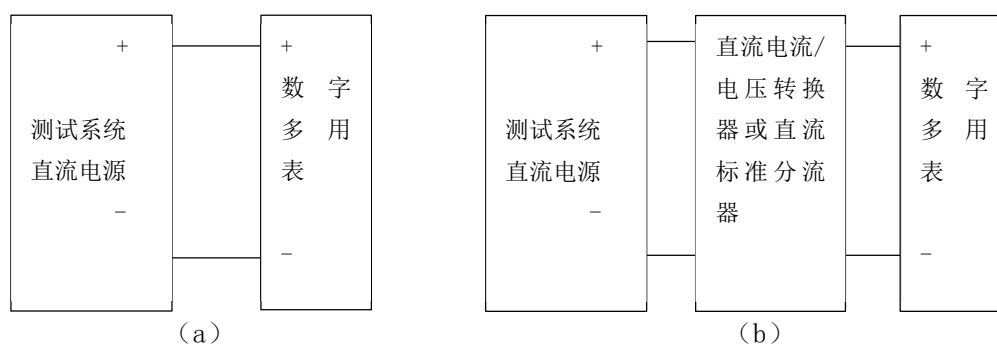 +
测试系统
直流电源
−
+
数字
多用
表
−
(a)
+
测试系统
直流电源
−
直流电流/
电压转换
器或直流
标准分流
器
+
数字
多用
表
−
(b)